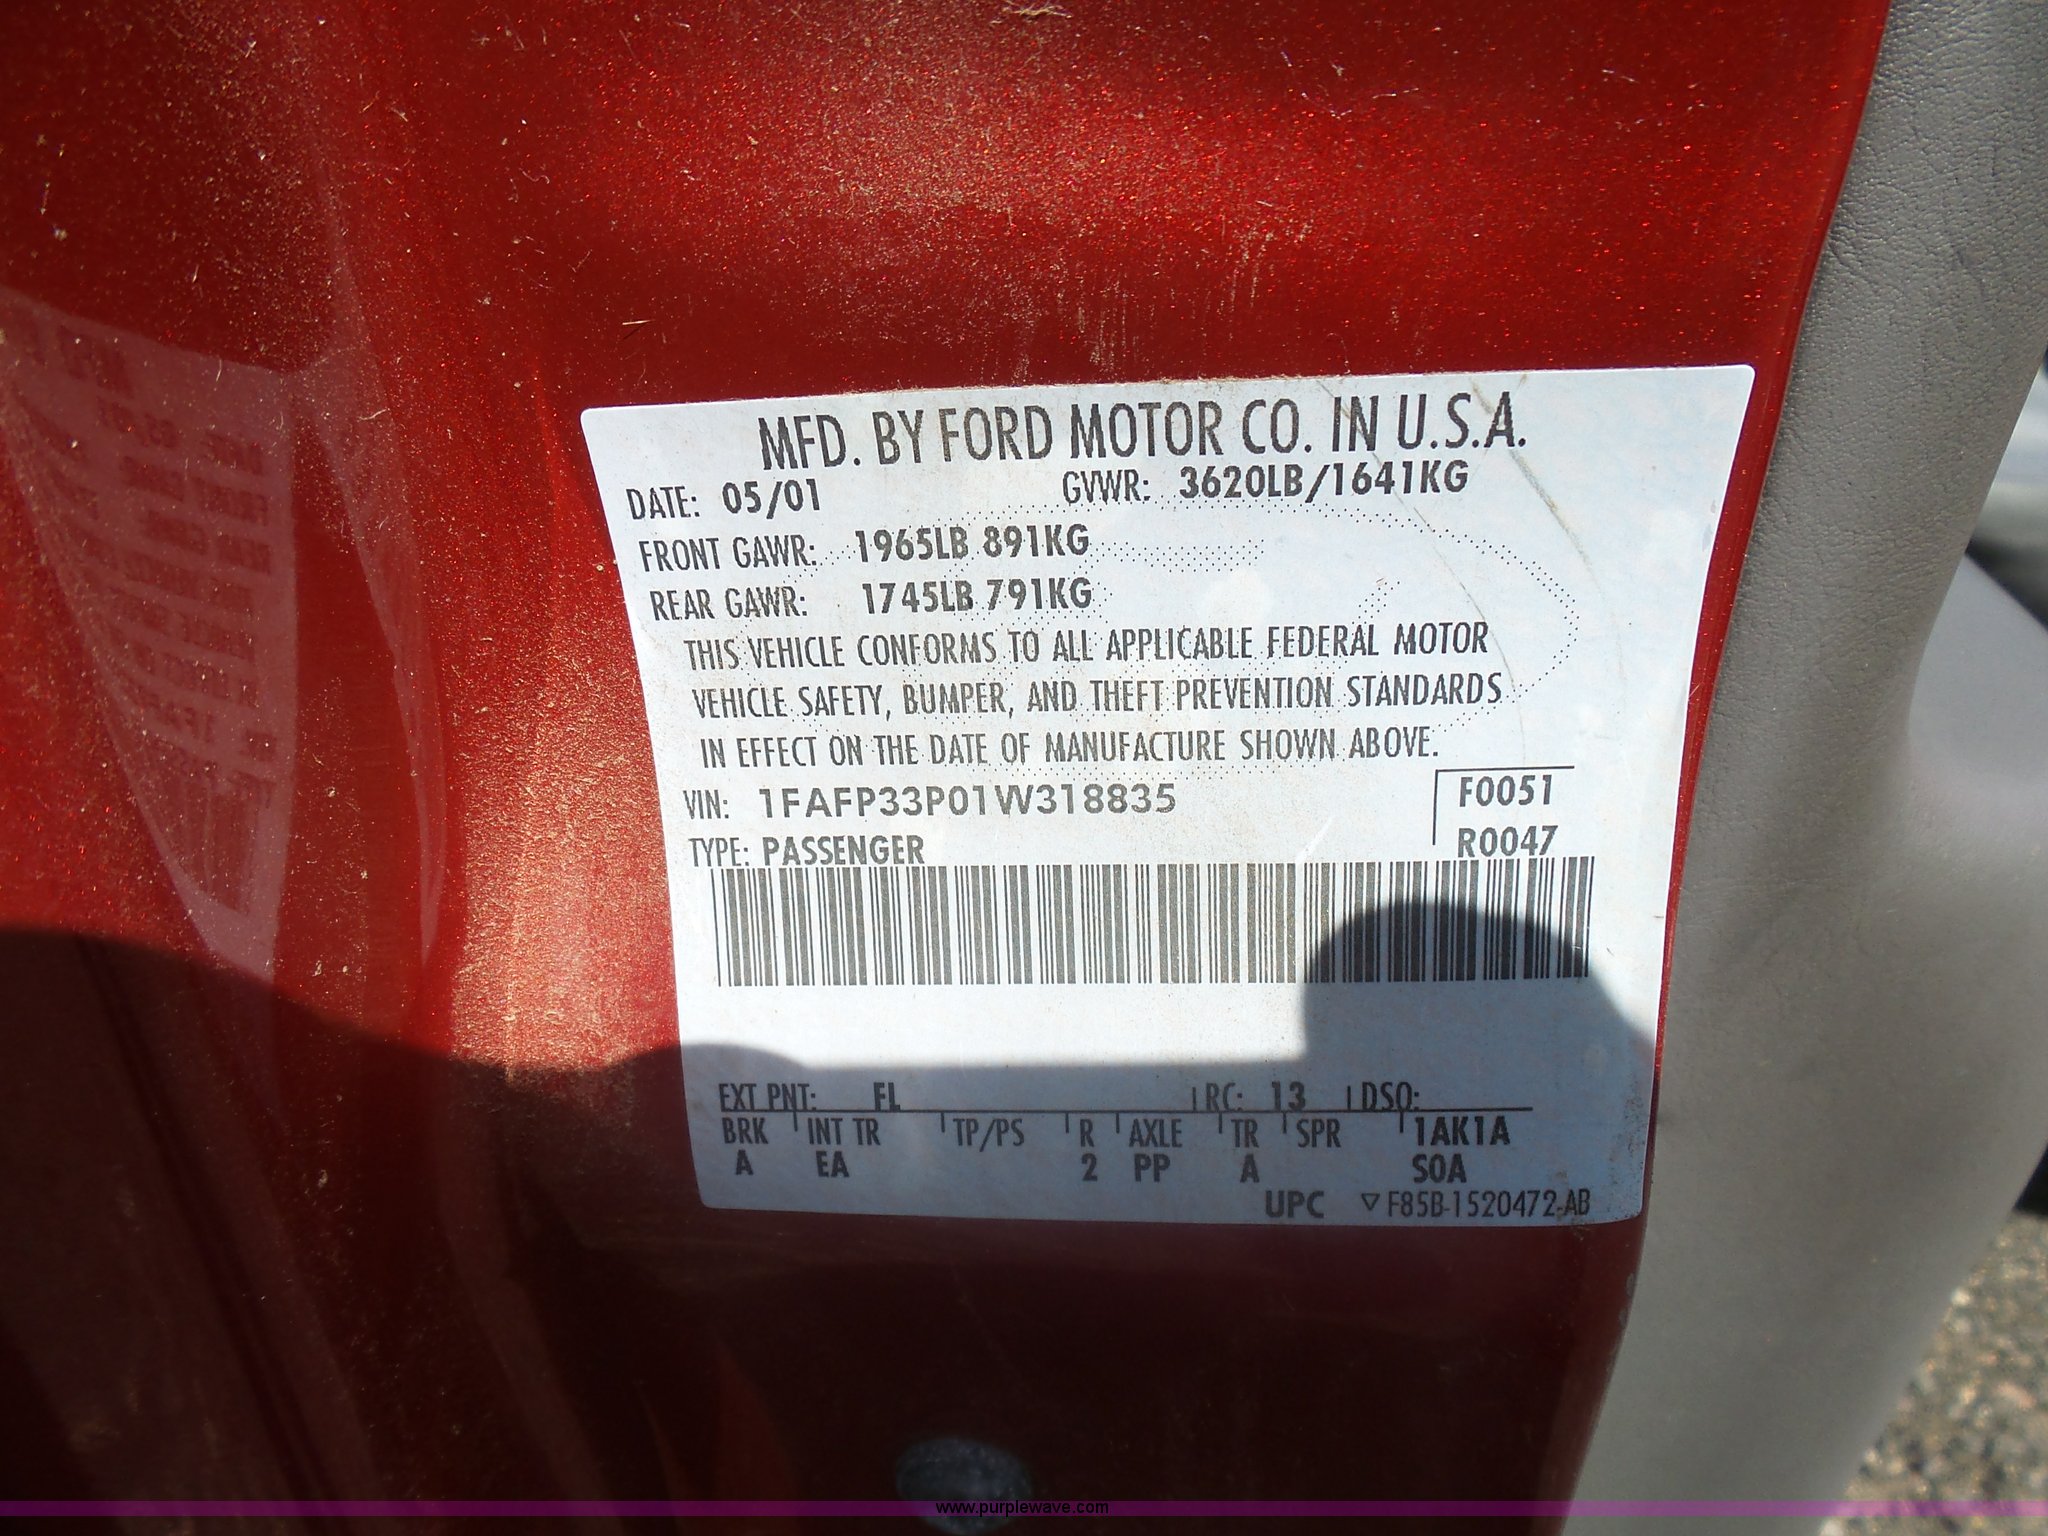 MFD. BY FORD MOTOR CO. IN U.S.A.
DATE: 05/01 GVWR: 3620LB/1641KG
FRONT GAWR: 1965LB 891KG
REAR GAWR: 1745LB 791KG
THIS VEHICLE CONFORMS TO ALL APPLICABLE FEDERAL MOTOR
VEHICLE SAFETY, BUMPER, AND THEFT PREVENTION STANDARDS
IN EFFECT ON THE DATE OF MANUFACTURE SHOWN ABOVE.
VIN: 1FAFP33P01W318835 F0051
TYPE: PASSENGER R0047
EXT PNT: FL RC: 13 DSO:
BRK INT TR TP/PS R AXLE TR SPR 1AK1A
A EA 2 PP A SOA
UPC ▽F85B-1520472-AB
www.purplewave.com